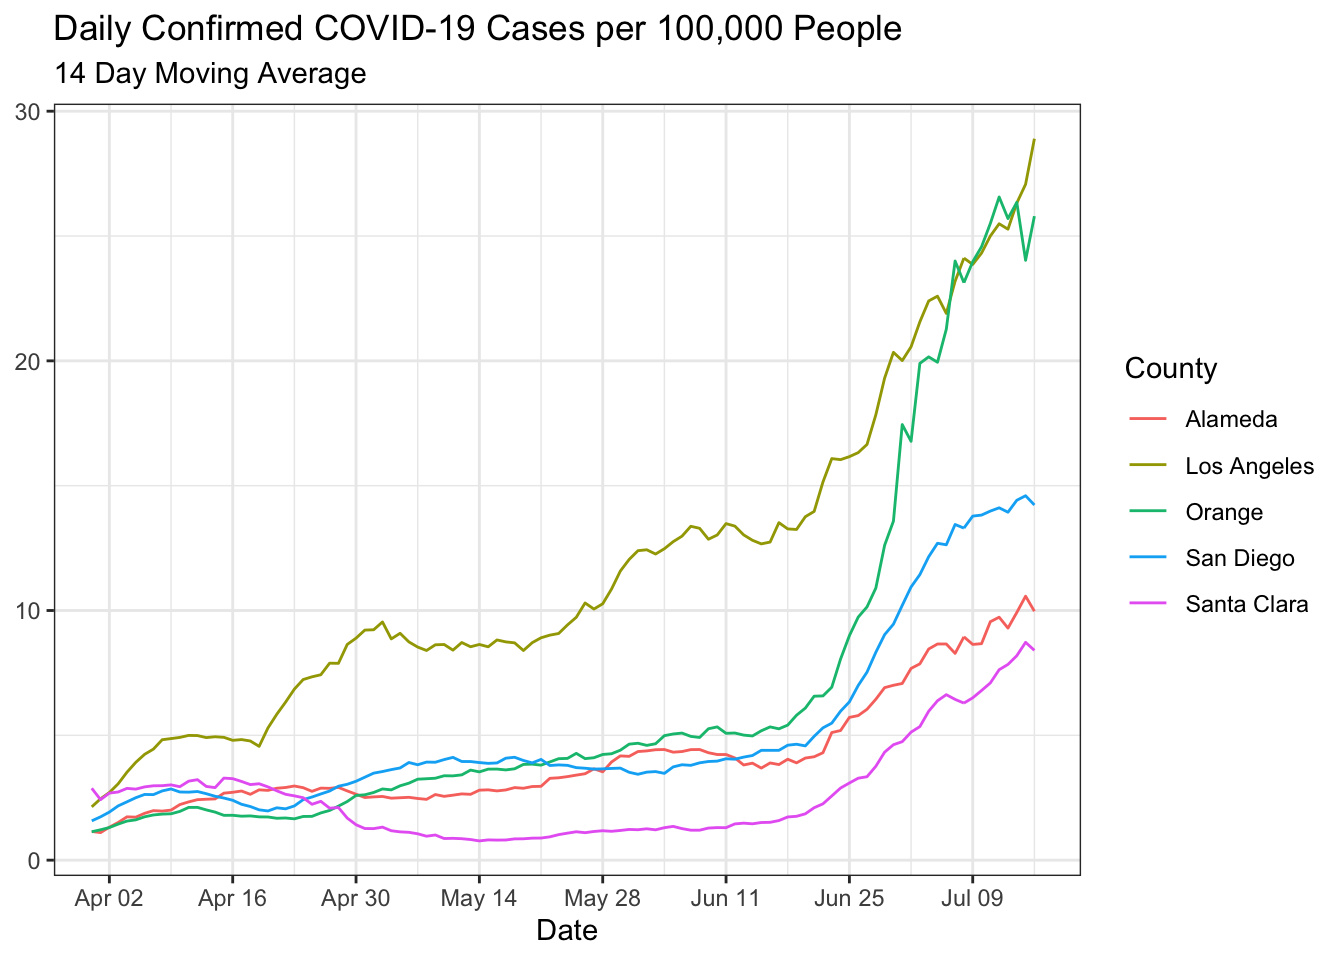 Daily Confirmed COVID-19 Cases per 100,000 People
14 Day Moving Average
30
20
10
0
Apr 02 Apr 16 Apr 30 May 14 May 28 Jun 11 Jun 25 Jul 09
Date
County
Alameda
Los Angeles
Orange
San Diego
Santa Clara